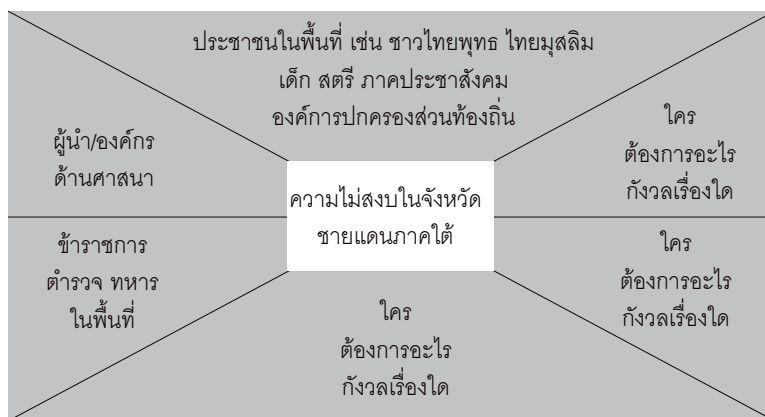 ประชาชนในพื้นที่ เช่น ชาวไทยพุทธ ไทยมุสลิม
เด็ก สตรี ภาคประชาสังคม
องค์การปกครองส่วนท้องถิ่น
ผู้นำ/องค์กร
ด้านศาสนา
ใคร
ต้องการอะไร
กังวลเรื่องใด
ความไม่สงบในจังหวัด
ชายแดนภาคใต้
ข้าราชการ
ตำรวจ ทหาร
ในพื้นที่
ใคร
ต้องการอะไร
กังวลเรื่องใด
ใคร
ต้องการอะไร
กังวลเรื่องใด